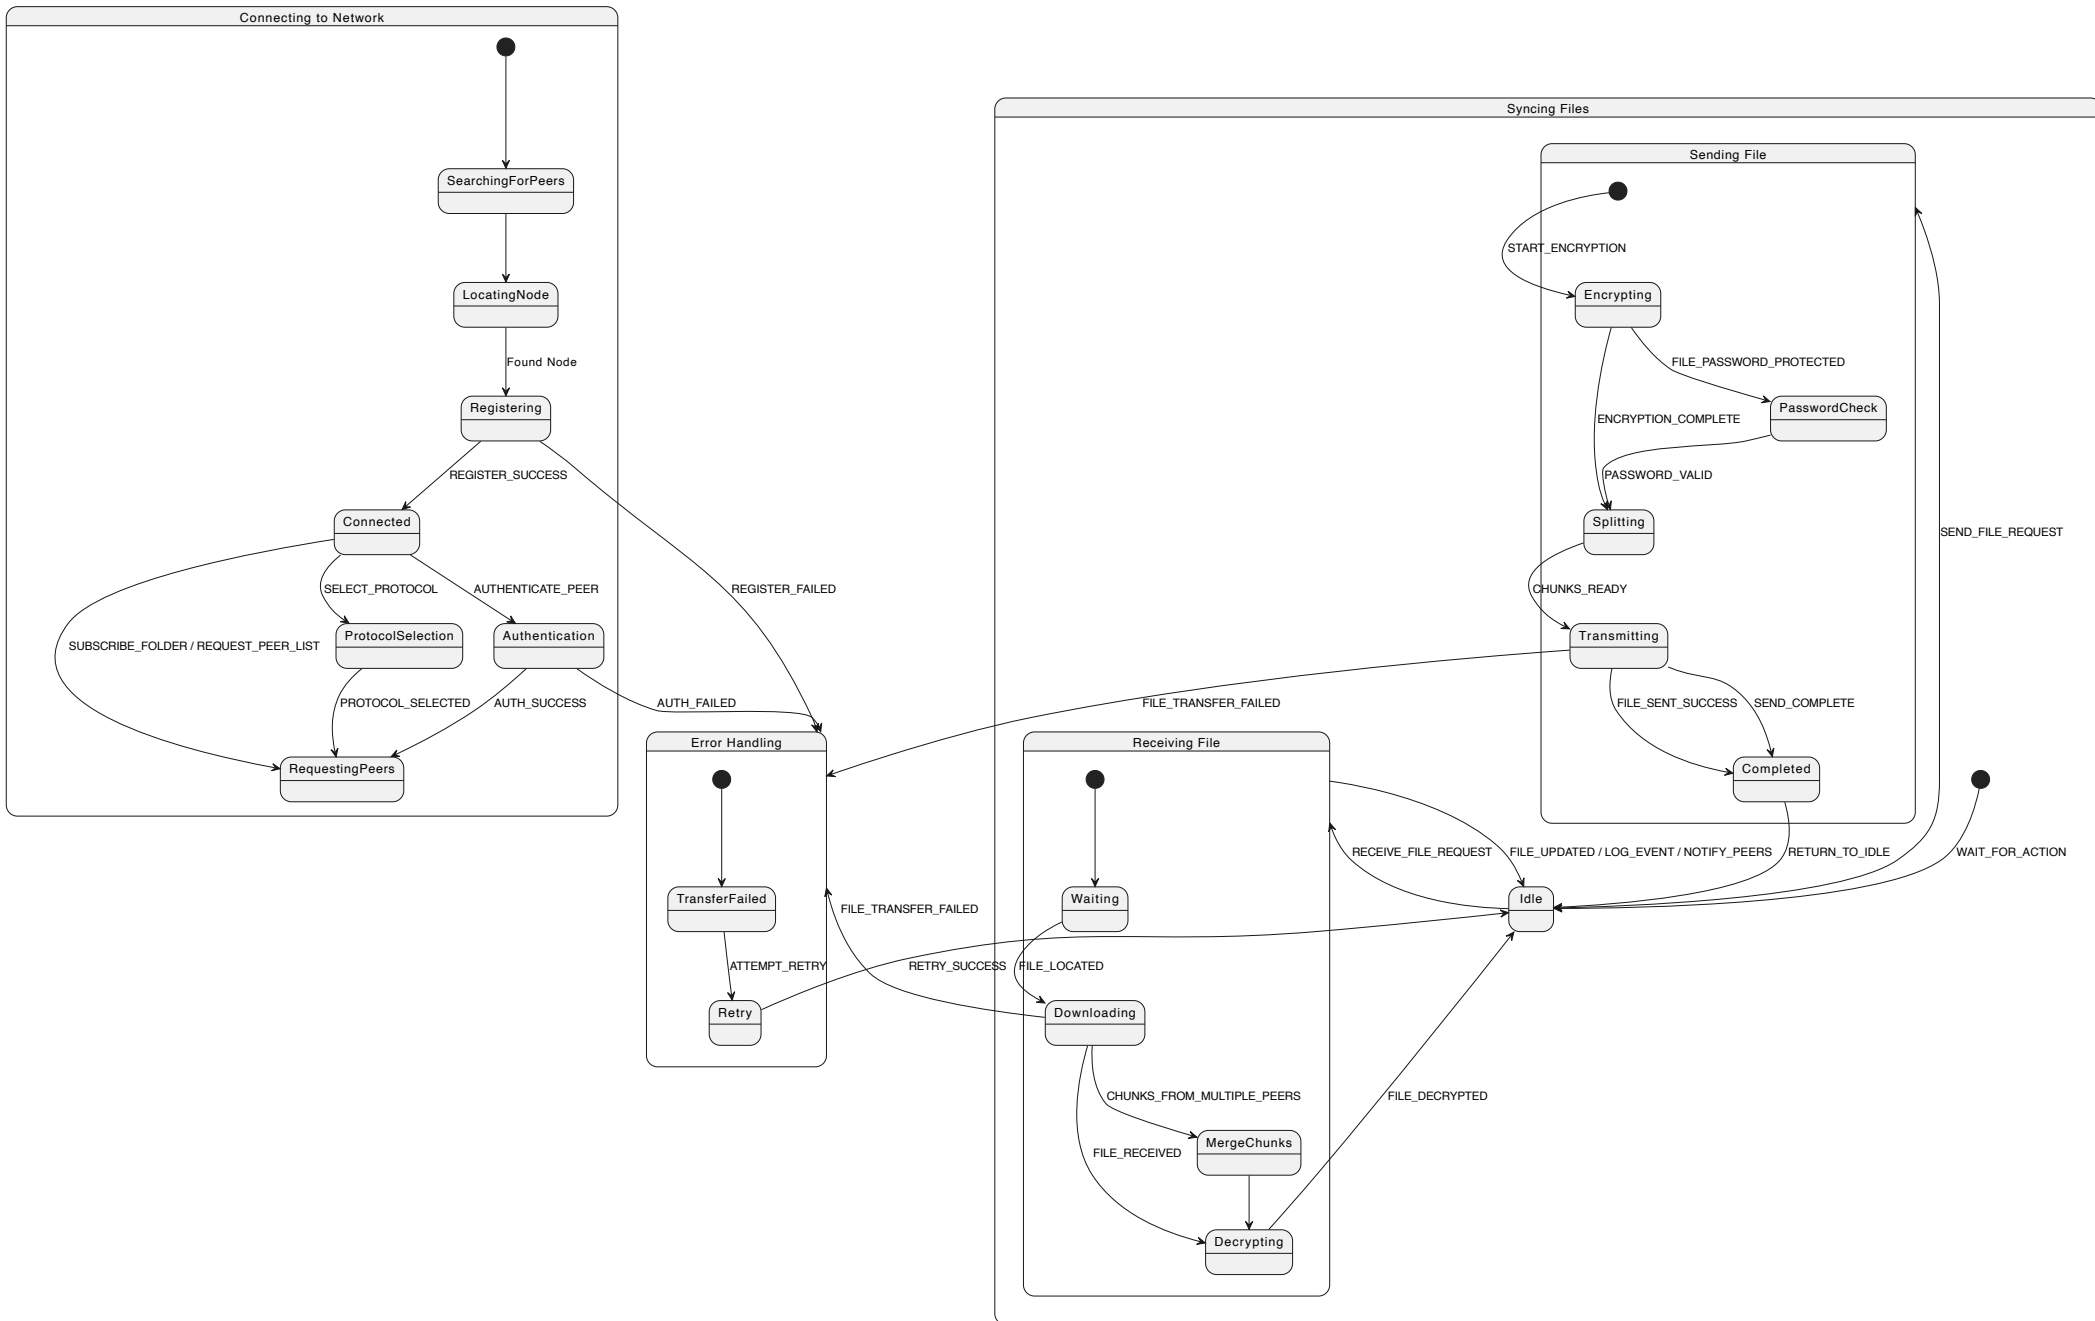 Connecting to Network
SearchingForPeers
LocatingNode
Found Node
Registering
REGISTER_SUCCESS
REGISTER_FAILED
Connected
SELECT_PROTOCOL
AUTHENTICATE_PEER
SUBSCRIBE_FOLDER / REQUEST_PEER_LIST
ProtocolSelection
Authentication
PROTOCOL_SELECTED
AUTH_SUCCESS
AUTH_FAILED
RequestingPeers
Error Handling
TransferFailed
ATTEMPT_RETRY
Retry
RETRY_SUCCESS
FILE_TRANSFER_FAILED
FILE_TRANSFER_FAILED
Syncing Files
Sending File
START_ENCRYPTION
Encrypting
FILE_PASSWORD_PROTECTED
PasswordCheck
ENCRYPTION_COMPLETE
PASSWORD_VALID
Splitting
CHUNKS_READY
Transmitting
FILE_SENT_SUCCESS
SEND_COMPLETE
Completed
SEND_FILE_REQUEST
Receiving File
Waiting
FILE_LOCATED
Downloading
CHUNKS_FROM_MULTIPLE_PEERS
MergeChunks
FILE_RECEIVED
Decrypting
RECEIVE_FILE_REQUEST
FILE_UPDATED / LOG_EVENT / NOTIFY_PEERS
RETURN_TO_IDLE
WAIT_FOR_ACTION
Idle
FILE_DECRYPTED